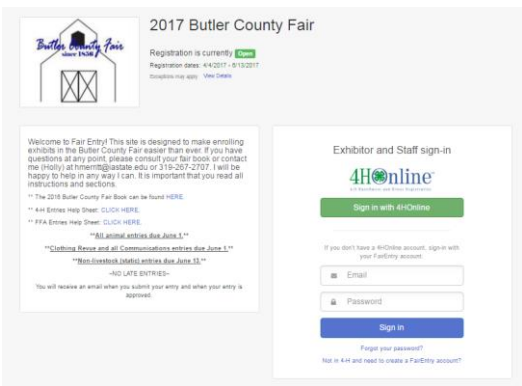 Butler County Fair
since 1856
2017 Butler County Fair
Registration is currently Open
Registration dates: 4/4/2017 - 6/13/2017
Exceptions may apply. View Details
Welcome to Fair Entry! This site is designed to make enrolling
exhibits in the Butler County Fair easier than ever. If you have
questions at any point, please consult your fair book or contact
me (Holly) at hmerritt@iastate.edu or 319-267-2707. I will be
happy to help in any way I can. It is important that you read all
instructions and sections.
** The 2016 Butler County Fair Book can be found HERE.
** 4-H Entries Help Sheet: CLICK HERE.
** FFA Entries Help Sheet: CLICK HERE.
**All animal entries due June 1.**
**Clothing Revue and all Communications entries due June 1.**
**Non-livestock (static) entries due June 13.**
~NO LATE ENTRIES~
You will receive an email when you submit your entry and when your entry is
approved.
Exhibitor and Staff sign-in
4HOnline
4-H Enrollment and Event Registration
Sign in with 4HOnline
If you don't have a 4HOnline account, sign-in with
your FairEntry account:
Email
Password
Sign in
Forgot your password?
Not in 4-H and need to create a FairEntry account?